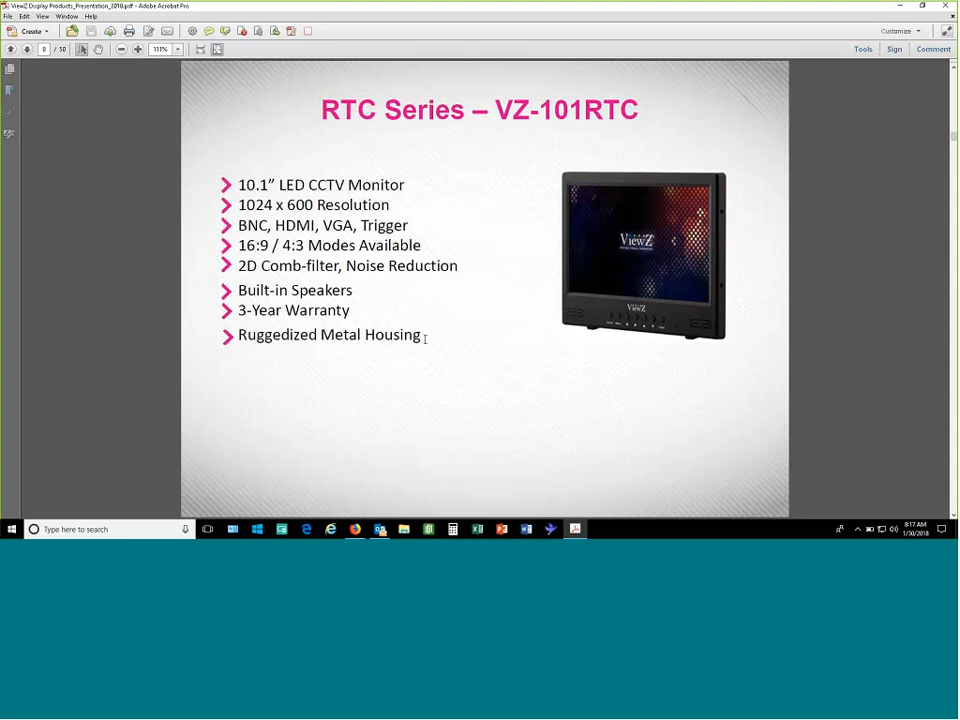 ViewZ Display Products_Presentation_2018.pdf - Adobe Acrobat Pro
File Edit View Window Help
Create
Customize
8 / 50
111%
Tools Sign Comment
RTC Series – VZ-101RTC
10.1” LED CCTV Monitor
1024 x 600 Resolution
BNC, HDMI, VGA, Trigger
16:9 / 4:3 Modes Available
2D Comb-filter, Noise Reduction
Built-in Speakers
3-Year Warranty
Ruggedized Metal Housing
ViewZ
ViewZ
Type here to search
8:17 AM
1/30/2018